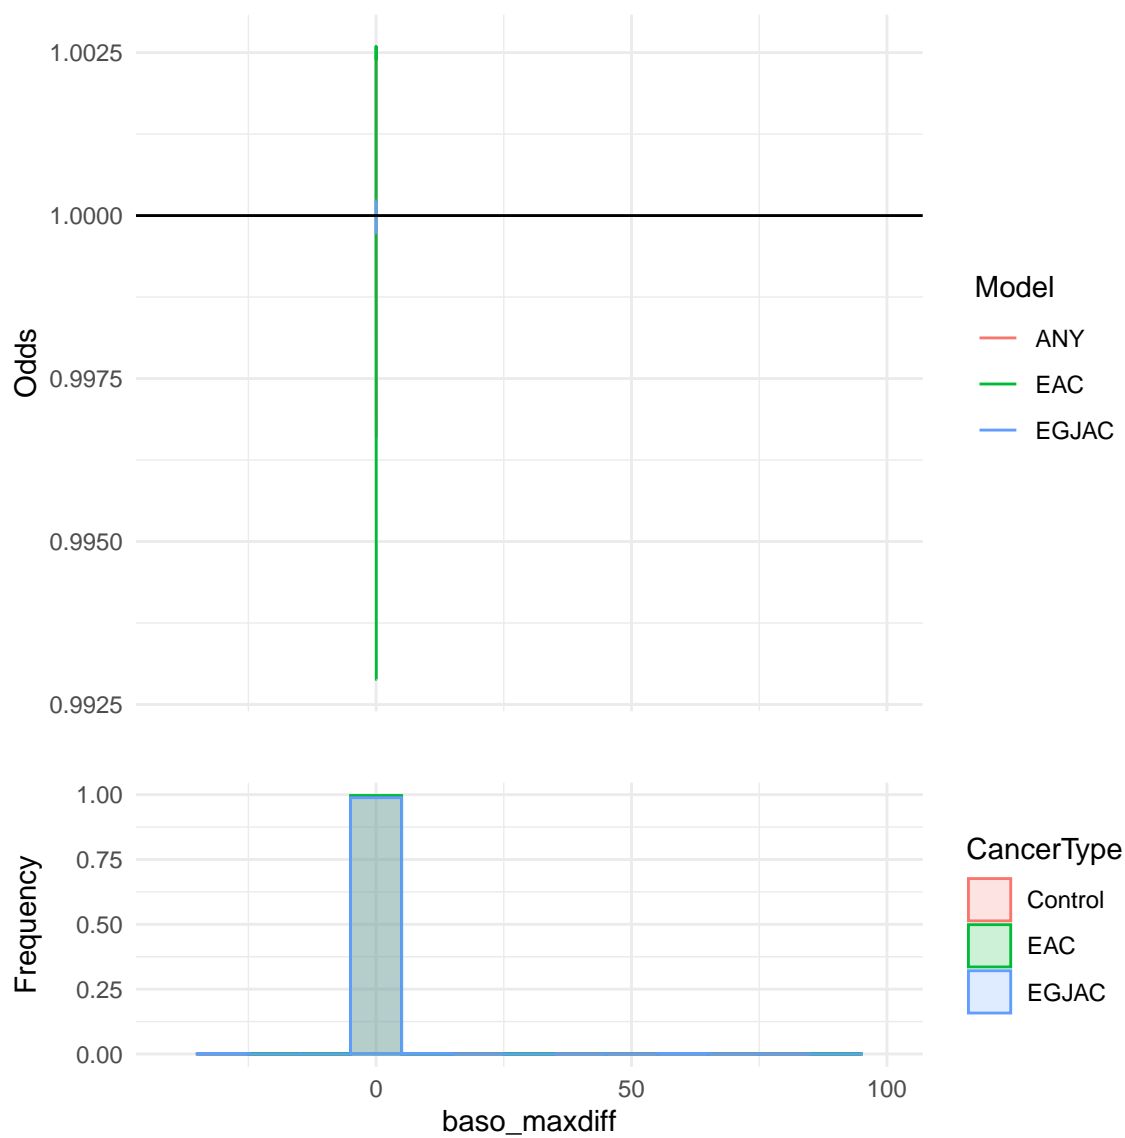 1.0025
1.0000
0.9975
0.9950
0.9925
Odds
Model
ANY
EAC
EGJAC
1.00
0.75
0.50
0.25
0.00
Frequency
0
50
100
baso_maxdiff
CancerType
Control
EAC
EGJAC